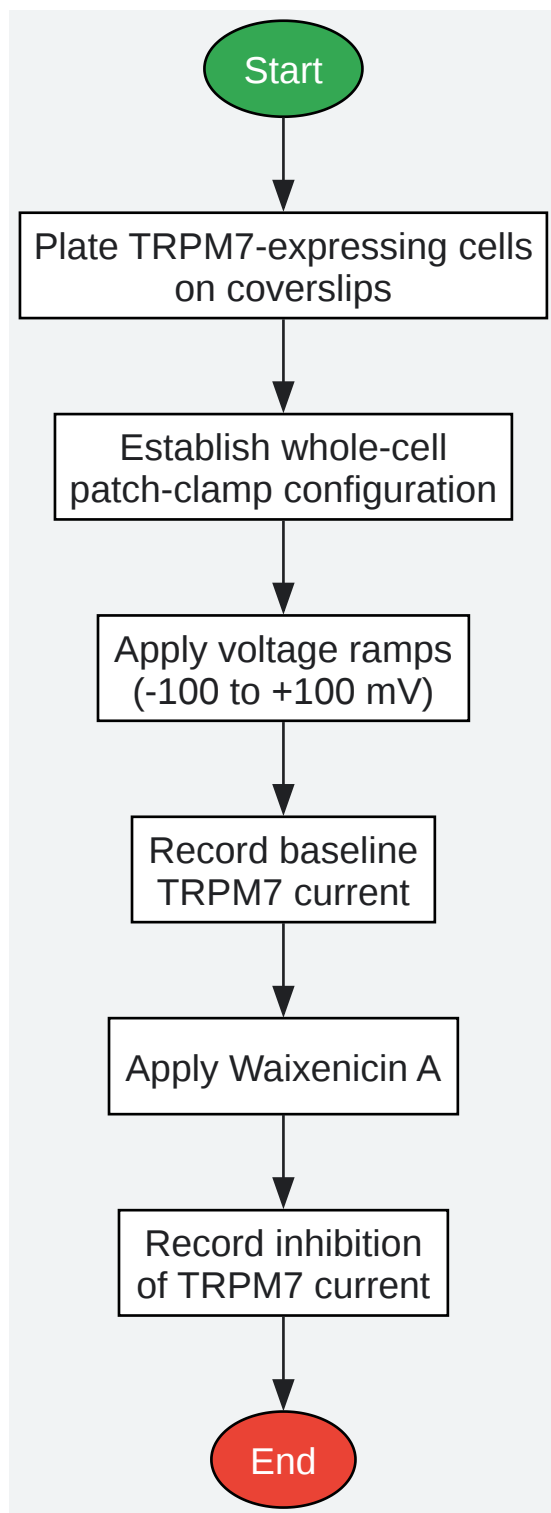 Start
Plate TRPM7-expressing cells
on coverslips
Establish whole-cell
patch-clamp configuration
Apply voltage ramps
(-100 to +100 mV)
Record baseline
TRPM7 current
Apply Waixenicin A
Record inhibition
of TRPM7 current
End